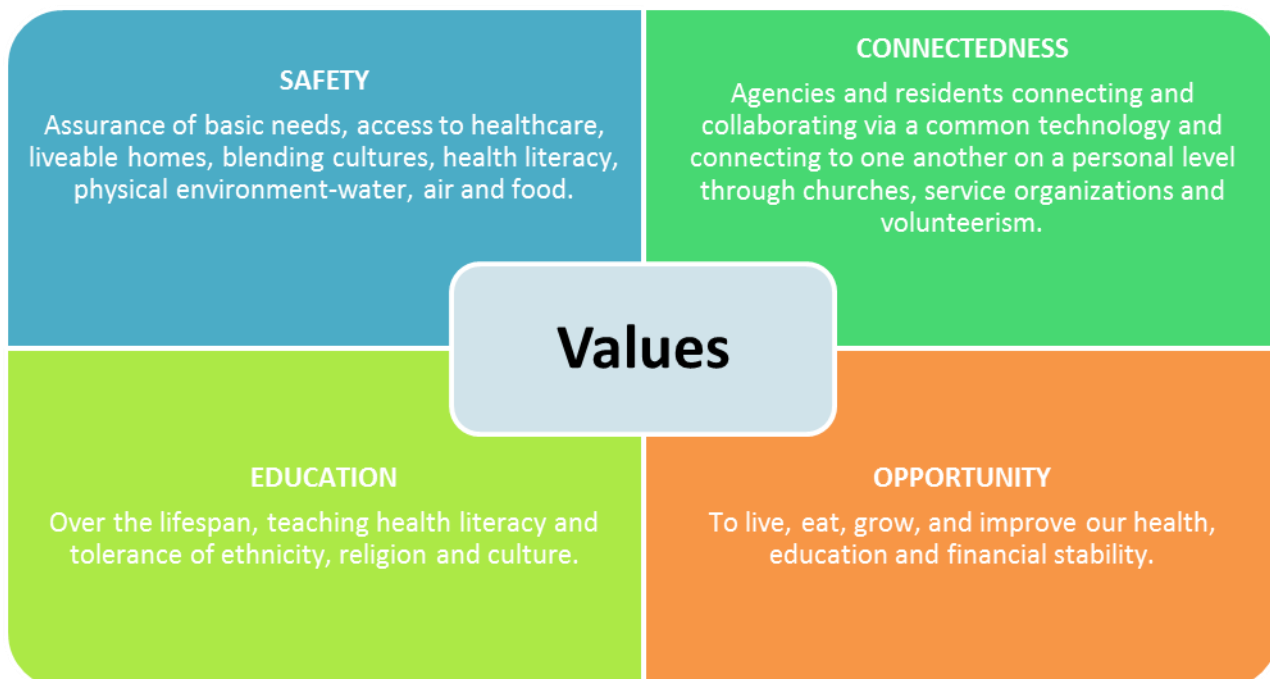 SAFETY
Assurance of basic needs, access to healthcare,
liveable homes, blending cultures, health literacy,
physical environment-water, air and food.
CONNECTEDNESS
Agencies and residents connecting and
collaborating via a common technology and
connecting to one another on a personal level
through churches, service organizations and
volunteerism.
Values
EDUCATION
Over the lifespan, teaching health literacy and
tolerance of ethnicity, religion and culture.
OPPORTUNITY
To live, eat, grow, and improve our health,
education and financial stability.